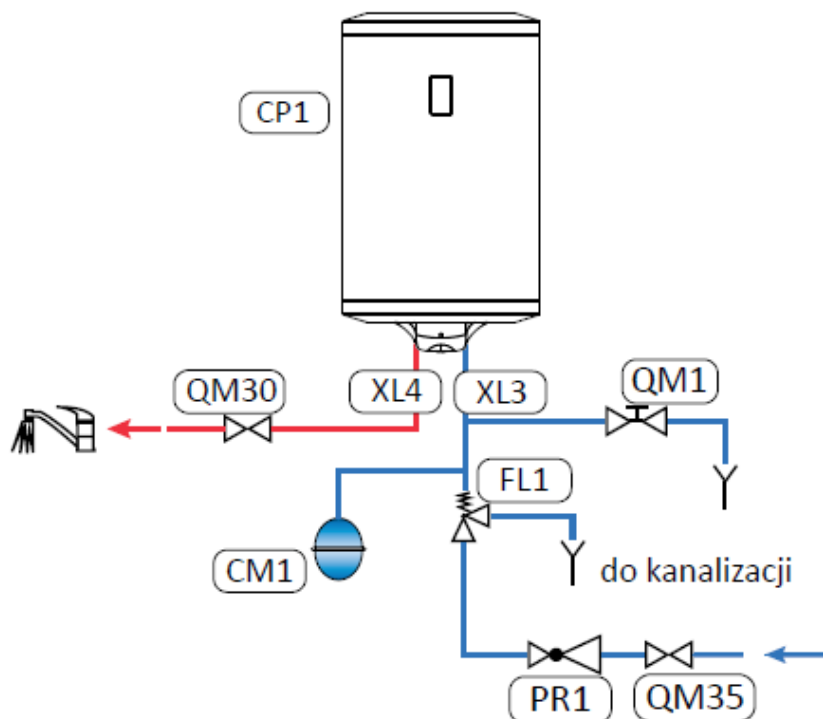 CP1
QM30
XL4
XL3
QM1
FL1
CM1
do kanalizacji
PR1
QM35